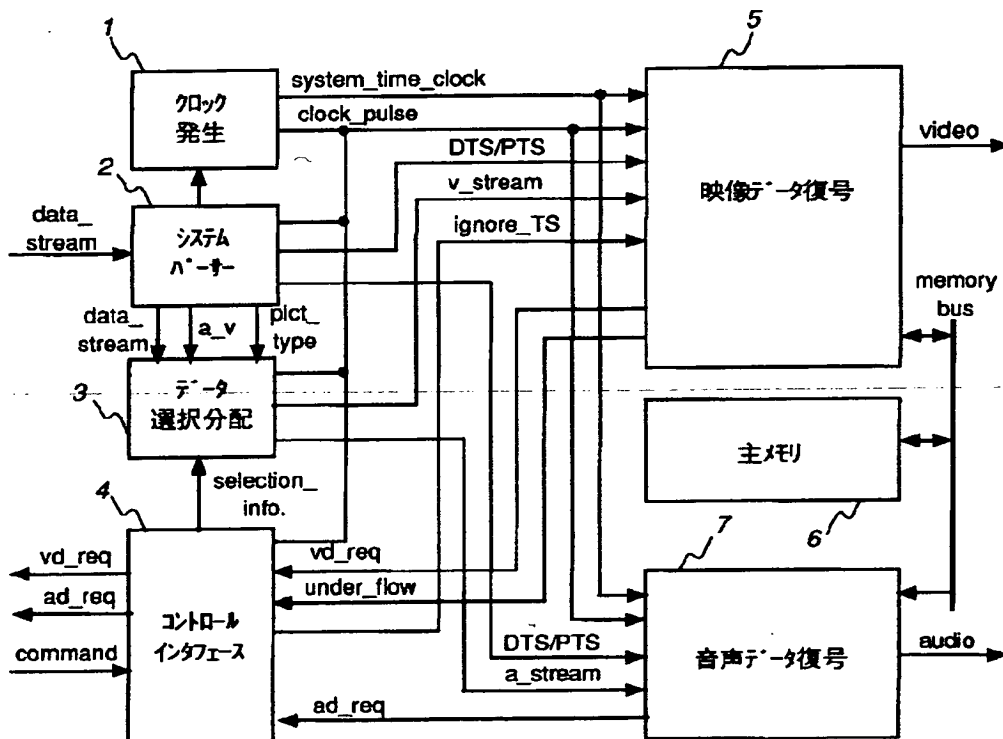 1
5
クロック
発生
system_time_clock
clock_pulse
DTS/PTS
v_stream
ignore_TS
映像データ復号
video
2
data_
stream
システム
パーサー
data_
stream
a_v
pict_
type
memory
bus
3
データ
選択分配
主メモリ
6
selection_
info.
4
7
vd_req
ad_req
command
コントロール
インタフェース
vd_req
under_flow
DTS/PTS
a_stream
ad_req
音声データ復号
audio